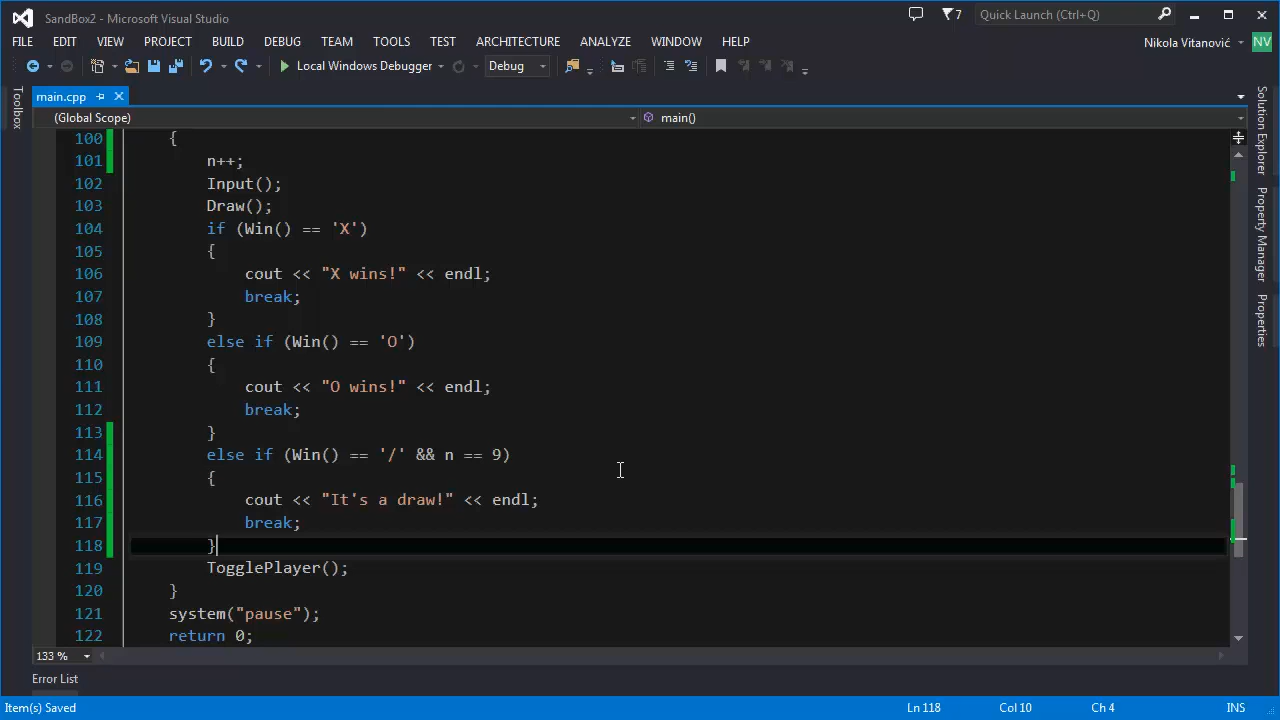 SandBox2 - Microsoft Visual Studio
7
Quick Launch (Ctrl+Q)
FILE EDIT VIEW PROJECT BUILD DEBUG TEAM TOOLS TEST ARCHITECTURE ANALYZE WINDOW HELP
Nikola Vitanović NV
Local Windows Debugger Debug
Toolbox
main.cpp
(Global Scope) main()
100 {
101 n++;
102 Input();
103 Draw();
104 if (Win() == 'X')
105 {
106 cout << "X wins!" << endl;
107 break;
108 }
109 else if (Win() == 'O')
110 {
111 cout << "O wins!" << endl;
112 break;
113 }
114 else if (Win() == '/' && n == 9)
115 {
116 cout << "It's a draw!" << endl;
117 break;
118 }
119 TogglePlayer();
120 }
121 system("pause");
122 return 0;
Solution Explorer
Property Manager
Properties
133 %
Error List
Item(s) Saved Ln 118 Col 10 Ch 4 INS